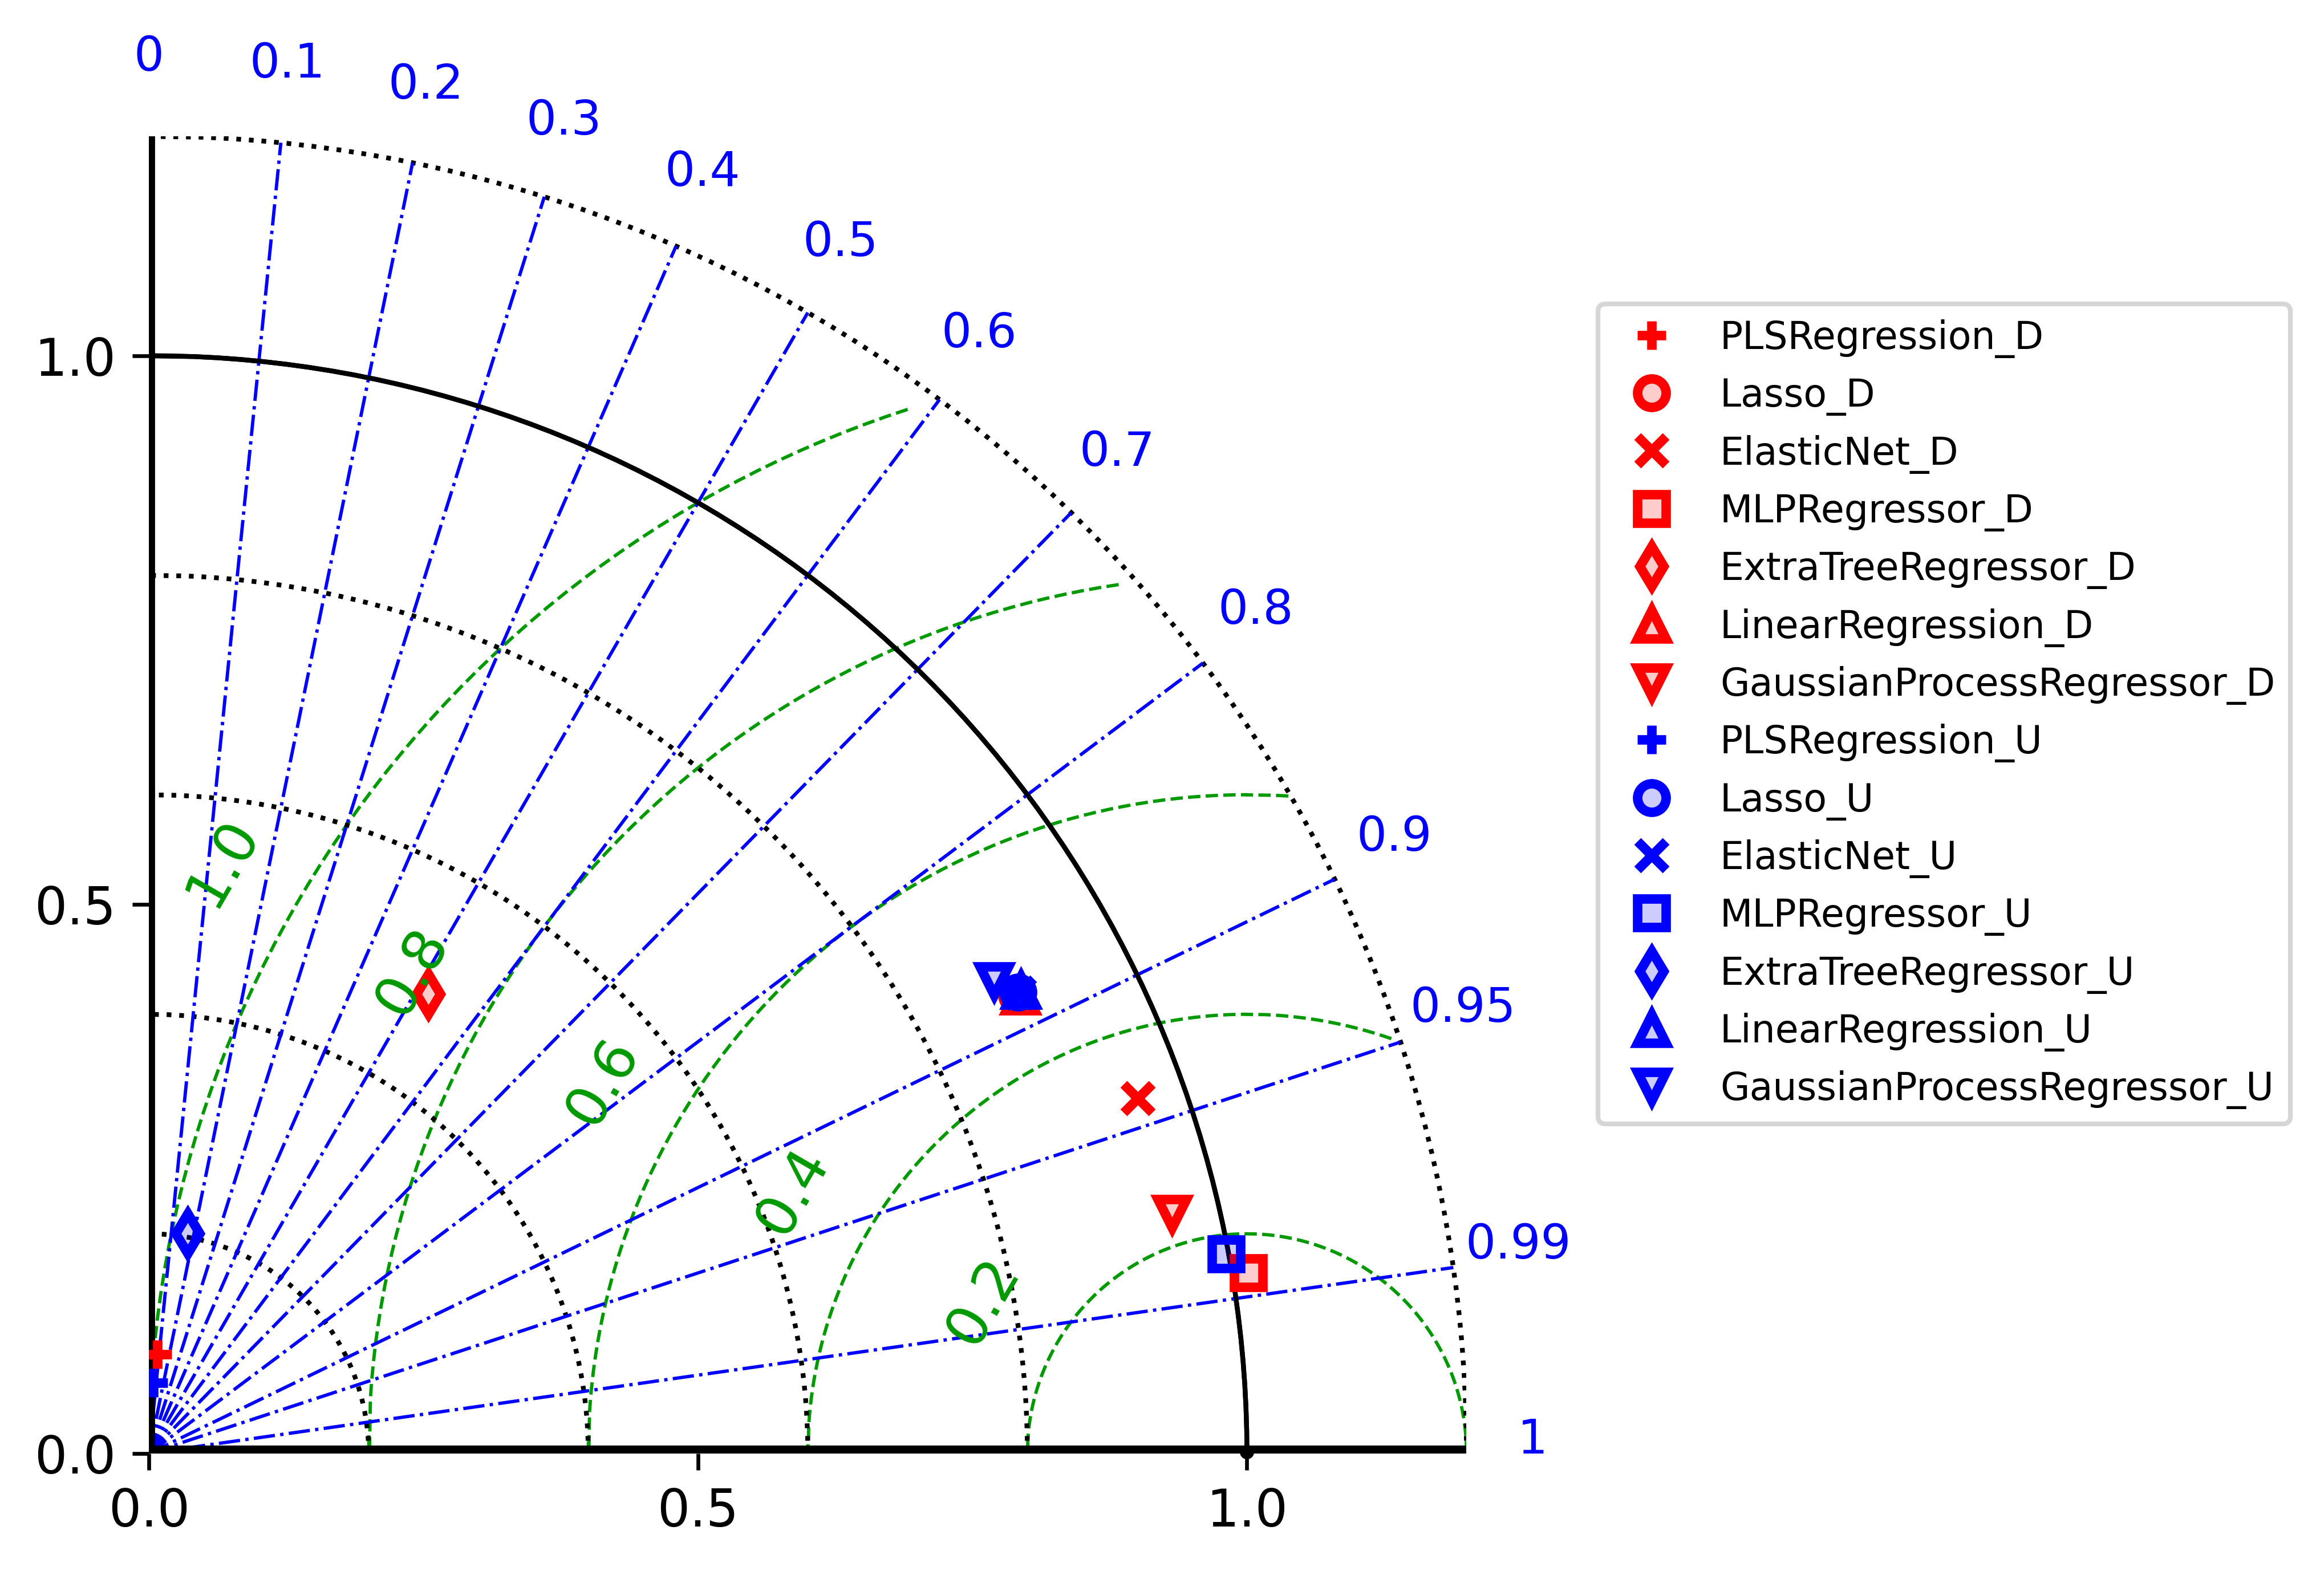 0
0.1
0.2
0.3
0.4
0.5
0.6
0.7
0.8
0.9
0.95
0.99
1
1.0
0.5
0.0
0.0
0.5
1.0
1.0
0.8
0.6
0.4
0.2
PLSRegression_D
Lasso_D
ElasticNet_D
MLPRegressor_D
ExtraTreeRegressor_D
LinearRegression_D
GaussianProcessRegressor_D
PLSRegression_U
Lasso_U
ElasticNet_U
MLPRegressor_U
ExtraTreeRegressor_U
LinearRegression_U
GaussianProcessRegressor_U